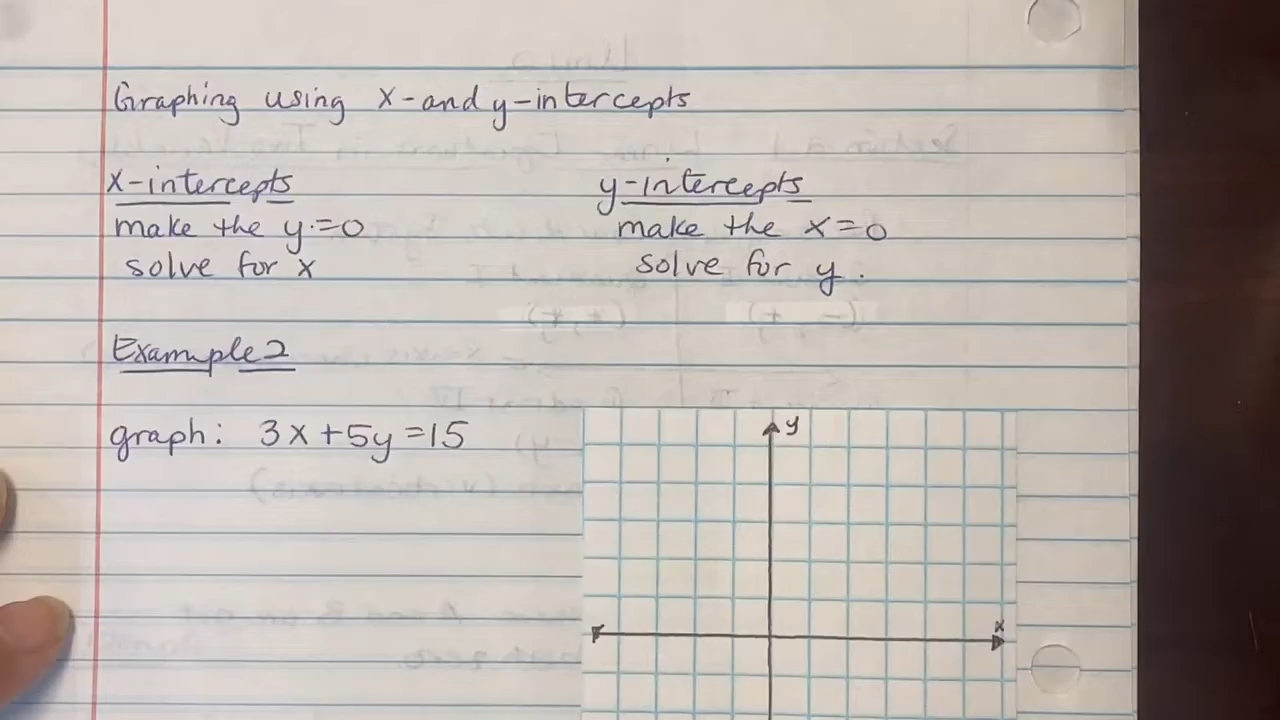 Graphing using x-and y-intercepts
x-intercepts
make the y=0
solve for x
y-intercepts
make the x=0
solve for y.
Example 2
graph: 3x+5y=15
y
x